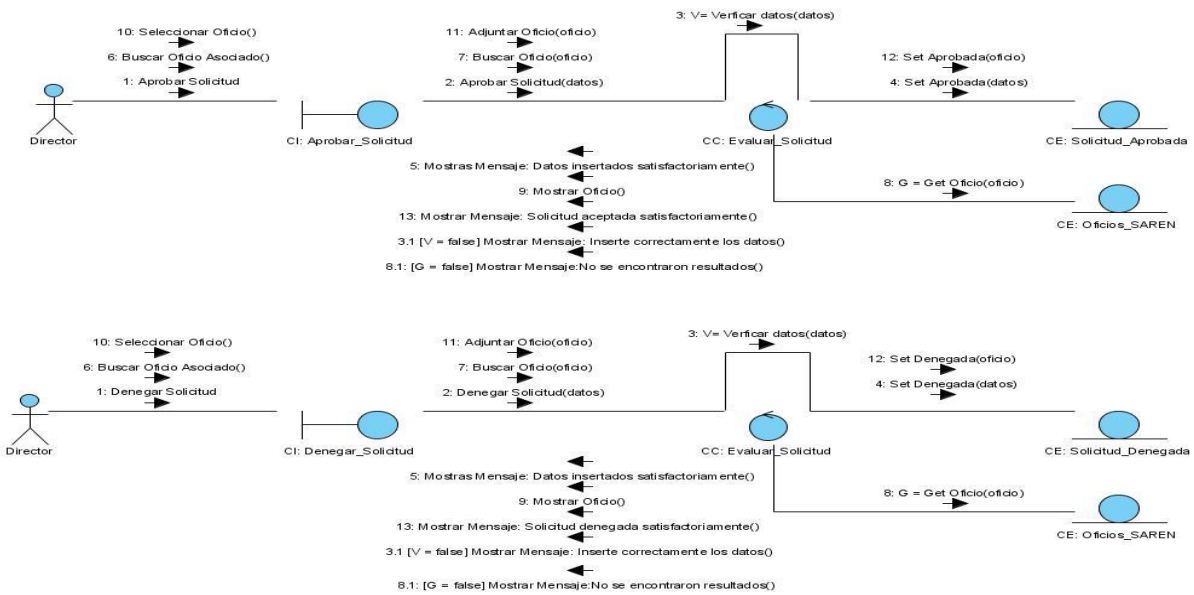 3: V= Verficar datos(datos)
10: Seleccionar Oficio()
11: Adjuntar Oficio(oficio)
6: Buscar Oficio Asociado()
7: Buscar Oficio(oficio)
12: Set Aprobada(oficio)
1: Aprobar Solicitud
2: Aprobar Solicitud(datos)
4: Set Aprobada(datos)
Director
CI: Aprobar_Solicitud
CC: Evaluar_Solicitud
CE: Solicitud_Aprobada
5: Mostras Mensaje: Datos insertados satisfactoriamente()
8: G = Get Oficio(oficio)
9: Mostrar Oficio()
13: Mostrar Mensaje: Solicitud aceptada satisfactoriamente()
CE: Oficios_SAREN
3.1 [V = false] Mostrar Mensaje: Inserte correctamente los datos()
8.1: [G = false] Mostrar Mensaje:No se encontraron resultados()
3: V= Verficar datos(datos)
10: Seleccionar Oficio()
11: Adjuntar Oficio(oficio)
12: Set Denegada(oficio)
6: Buscar Oficio Asociado()
7: Buscar Oficio(oficio)
1: Denegar Solicitud
2: Denegar Solicitud(datos)
4: Set Denegada(datos)
Director
CI: Denegar_Solicitud
CC: Evaluar_Solicitud
CE: Solicitud_Denegada
5: Mostras Mensaje: Datos insertados satisfactoriamente()
8: G = Get Oficio(oficio)
9: Mostrar Oficio()
13: Mostrar Mensaje: Solicitud denegada satisfactoriamente()
CE: Oficios_SAREN
3.1 [V = false] Mostrar Mensaje: Inserte correctamente los datos()
8.1: [G = false] Mostrar Mensaje:No se encontraron resultados()